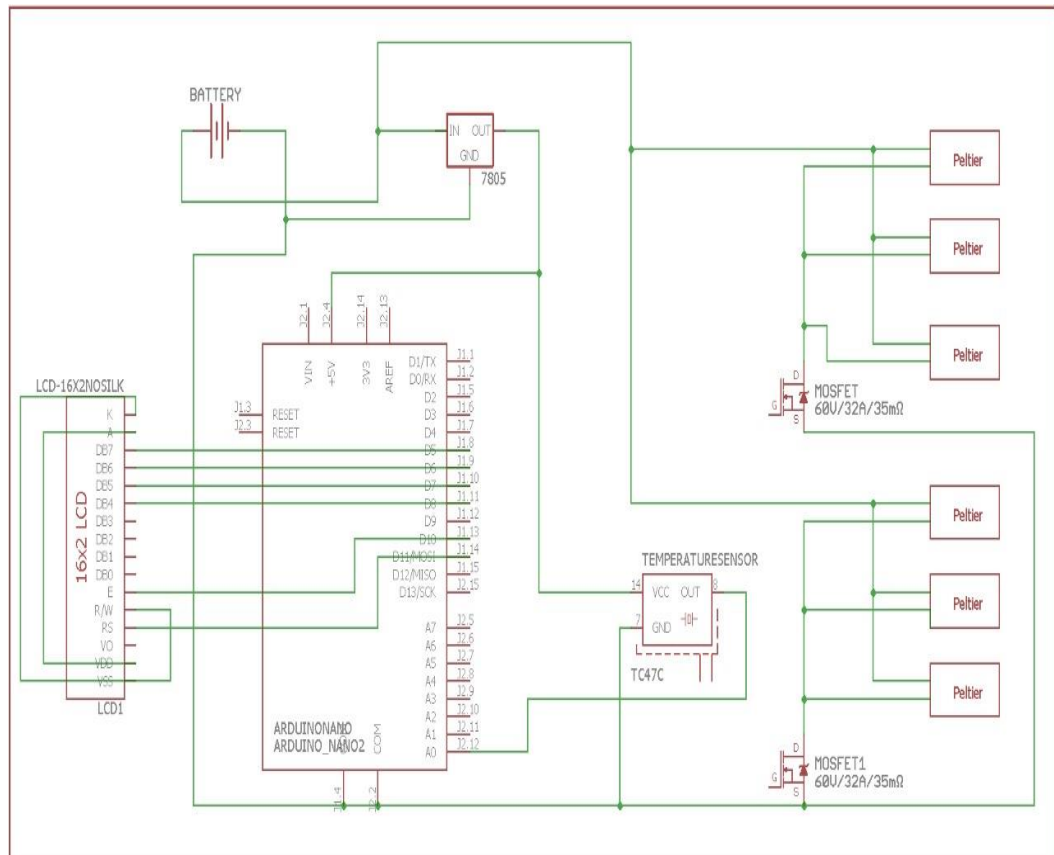 BATTERY
IN OUT
GND
7805
Peltier
Peltier
Peltier
D
G
S
MOSFET
60V/32A/35mΩ
J2.1
J2.4
J2.14
J2.13
VIN
+5V
3V3
AREF
J1.3
J2.3
RESET
RESET
D1/TX J1.1
D0/RX J1.2
D2 J1.5
D3 J1.6
D4 J1.7
D5 J1.8
D6 J1.9
D7 J1.10
D8 J1.11
D9 J1.12
D10 J1.13
D11/MOSI J1.14
D12/MISO J1.15
D13/SCK J2.15
A7 J2.5
A6 J2.6
A5 J2.7
A4 J2.8
A3 J2.9
A2 J2.10
A1 J2.11
A0 J2.12
ARDUINONANO
ARDUINO_NANO2
COM
J1.4
J2.2
LCD-16X2NOSILK
16x2 LCD
K
A
DB7
DB6
DB5
DB4
DB3
DB2
DB1
DB0
E
R/W
RS
VO
VDD
VSS
LCD1
TEMPERATURESENSOR
14 VCC OUT 8
7 GND
TC47C
Peltier
Peltier
Peltier
D
G
S
MOSFET1
60V/32A/35mΩ